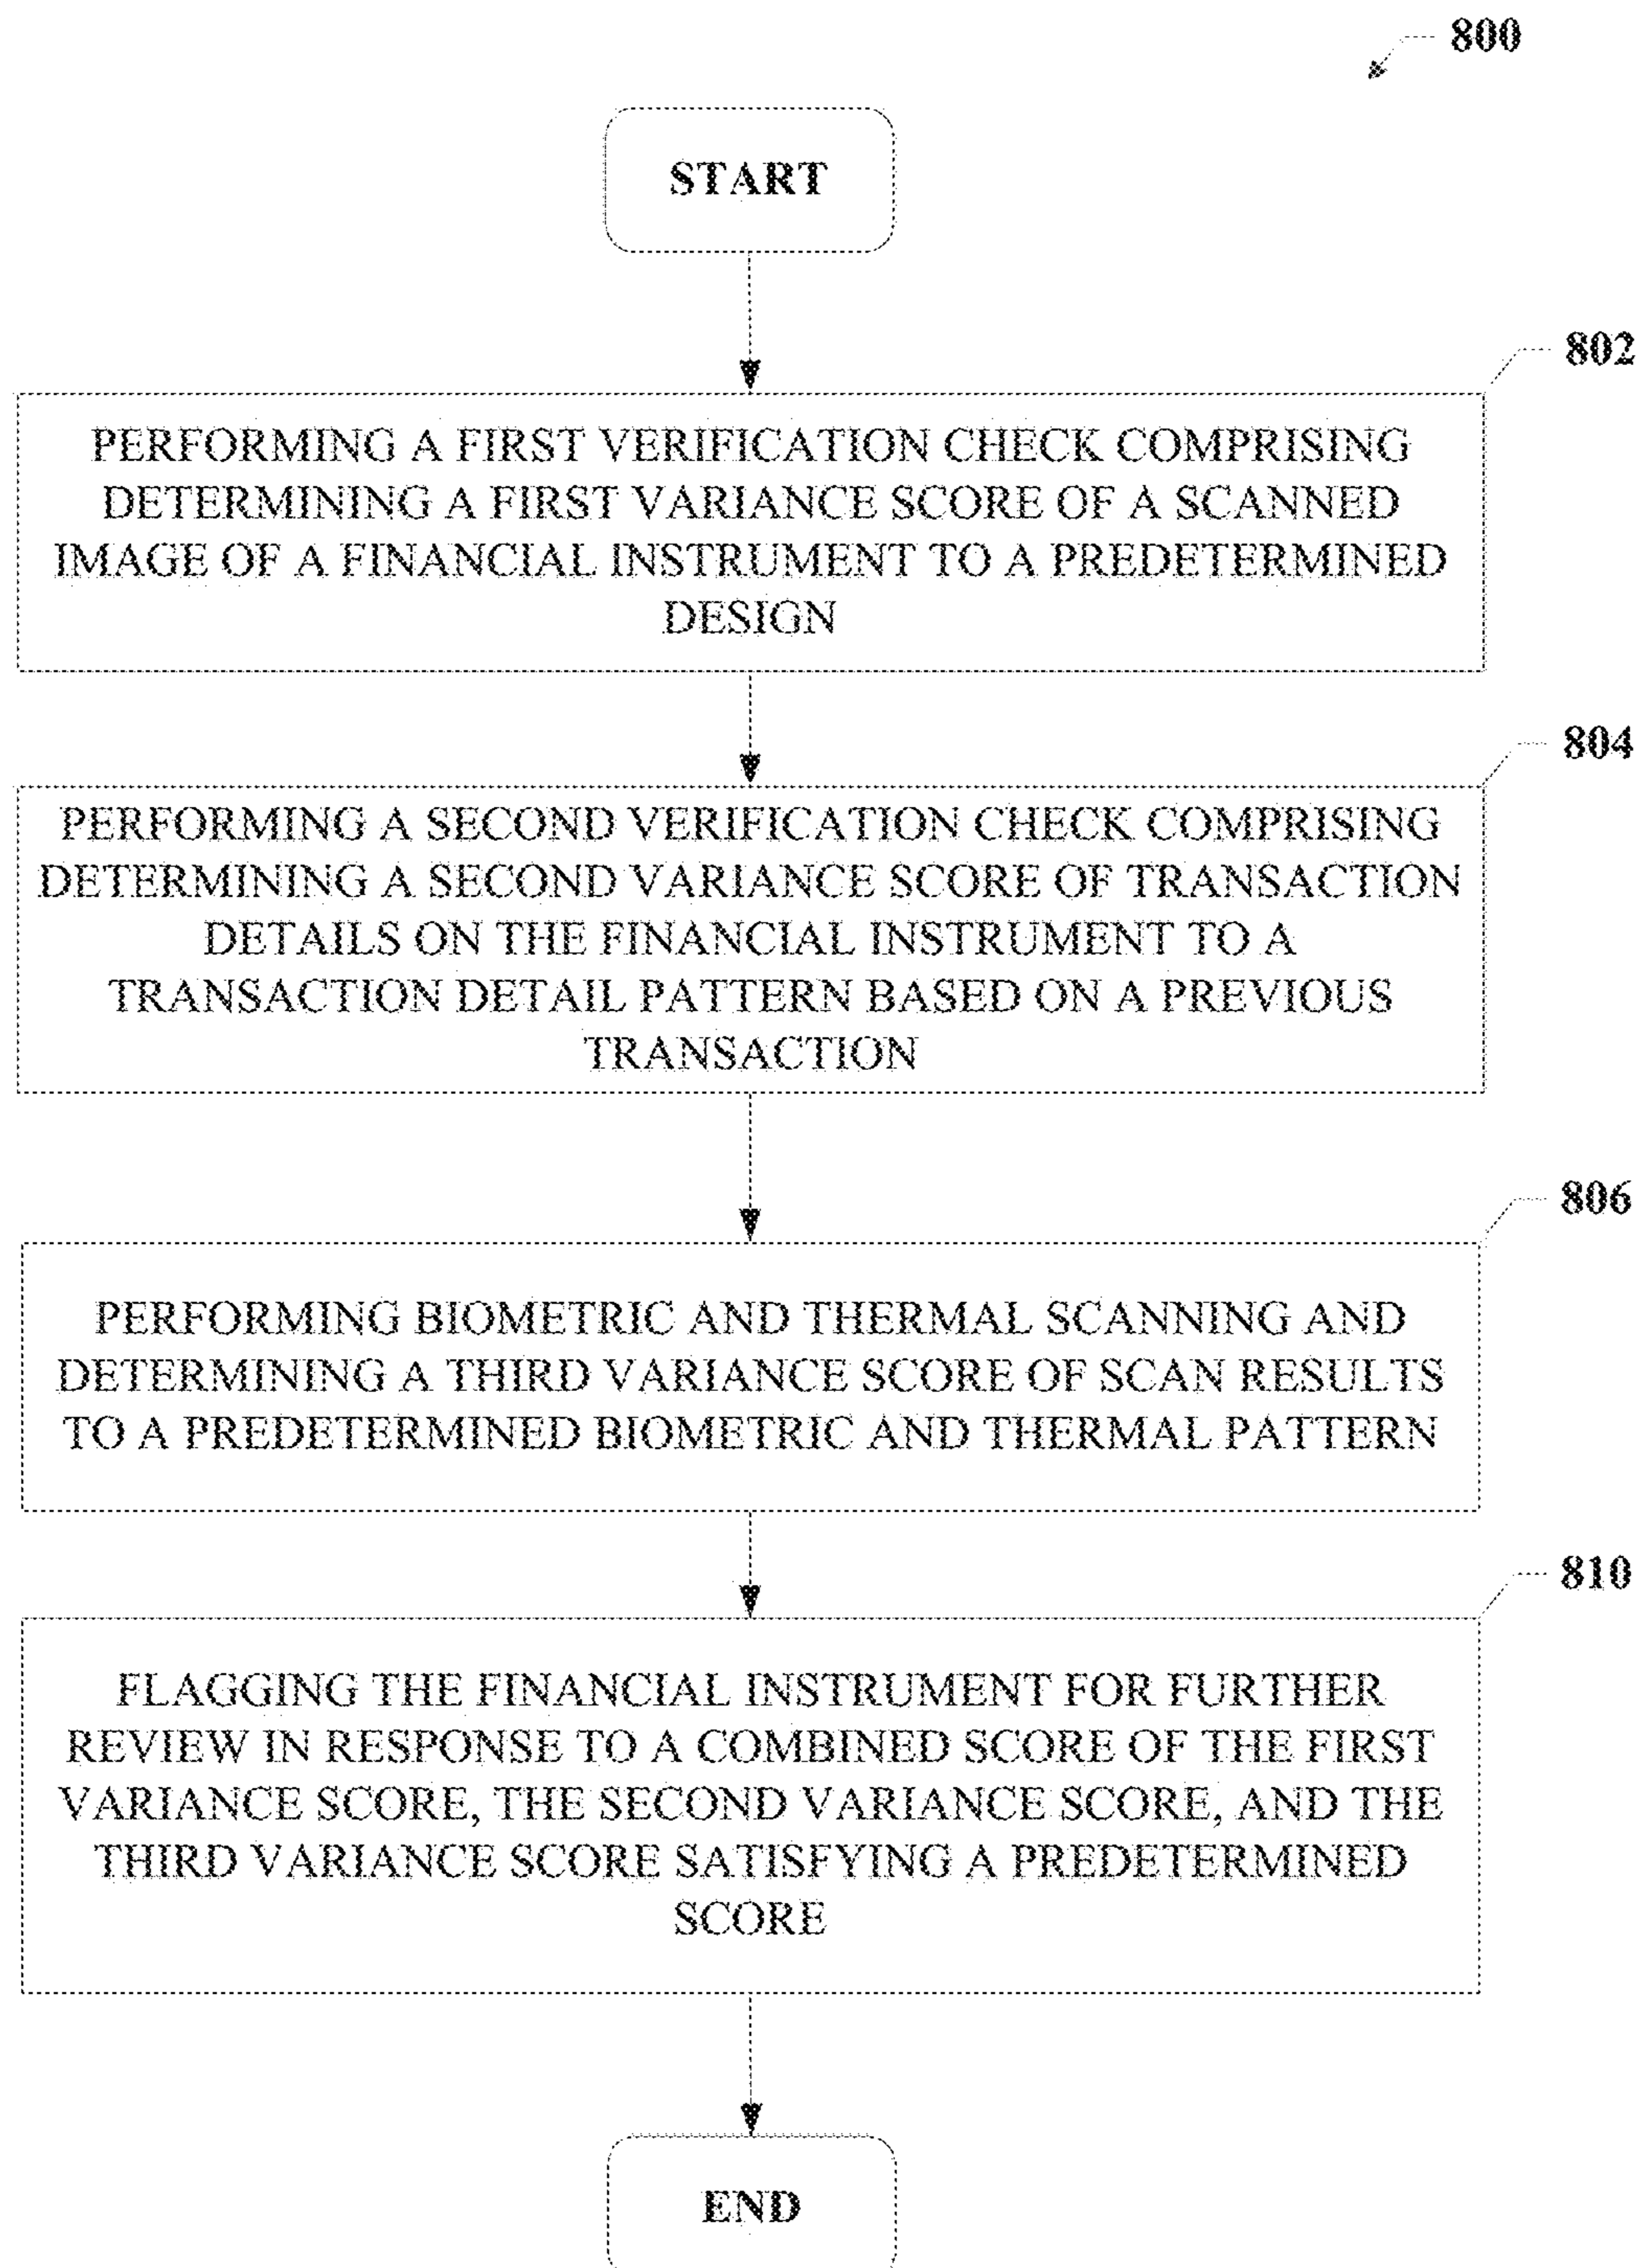 800
START
802
PERFORMING A FIRST VERIFICATION CHECK COMPRISING
DETERMINING A FIRST VARIANCE SCORE OF A SCANNED
IMAGE OF A FINANCIAL INSTRUMENT TO A PREDETERMINED
DESIGN
804
PERFORMING A SECOND VERIFICATION CHECK COMPRISING
DETERMINING A SECOND VARIANCE SCORE OF TRANSACTION
DETAILS ON THE FINANCIAL INSTRUMENT TO A
TRANSACTION DETAIL PATTERN BASED ON A PREVIOUS
TRANSACTION
806
PERFORMING BIOMETRIC AND THERMAL SCANNING AND
DETERMINING A THIRD VARIANCE SCORE OF SCAN RESULTS
TO A PREDETERMINED BIOMETRIC AND THERMAL PATTERN
810
FLAGGING THE FINANCIAL INSTRUMENT FOR FURTHER
REVIEW IN RESPONSE TO A COMBINED SCORE OF THE FIRST
VARIANCE SCORE, THE SECOND VARIANCE SCORE, AND THE
THIRD VARIANCE SCORE SATISFYING A PREDETERMINED
SCORE
END